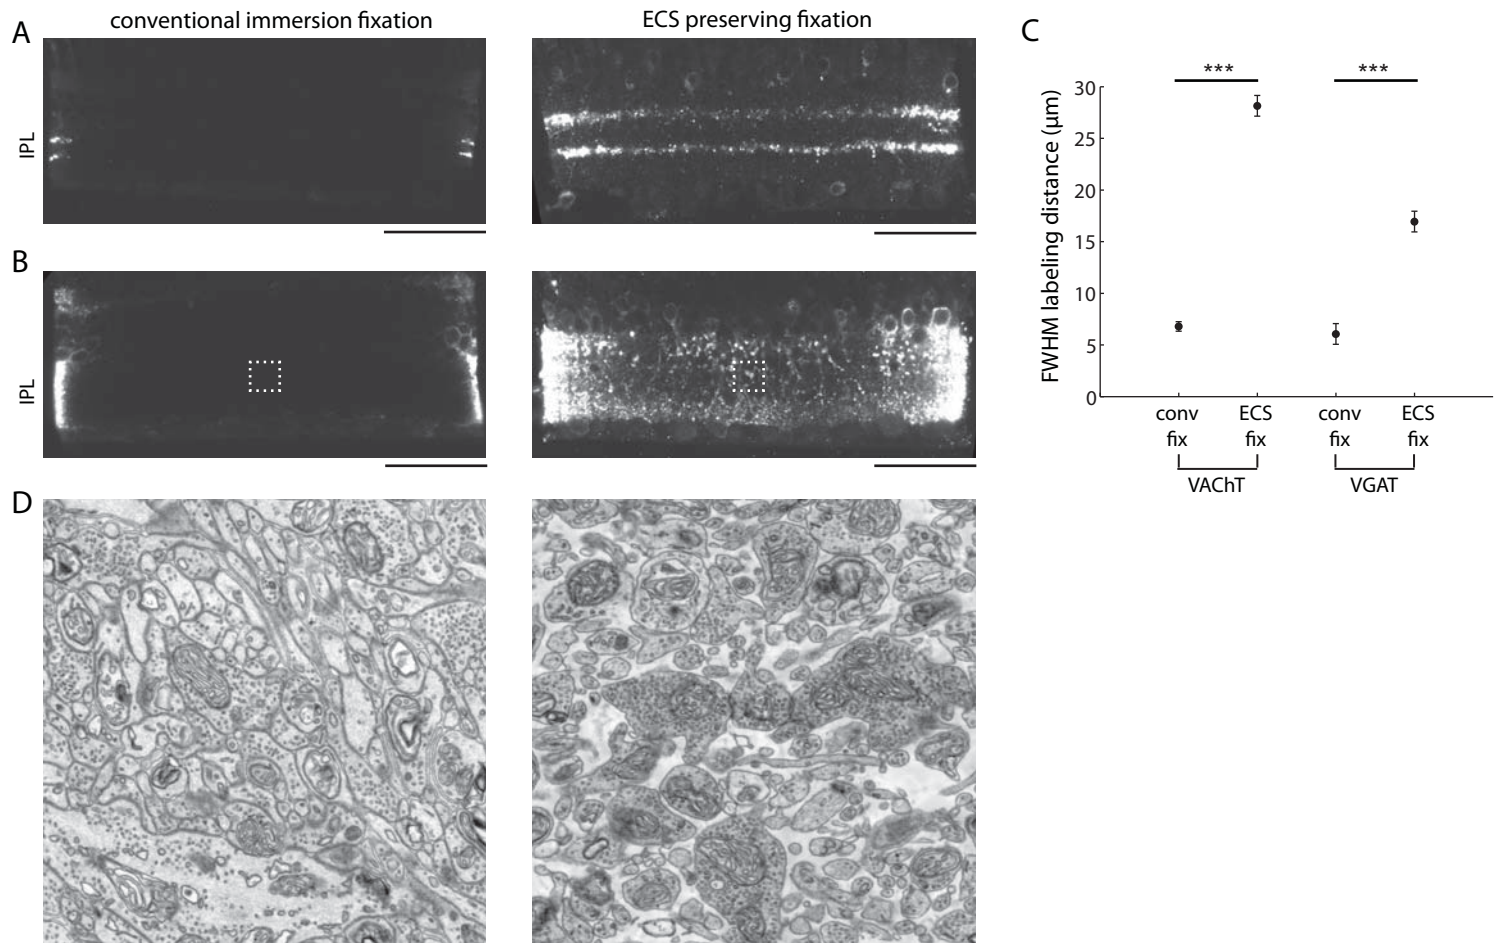 conventional immersion fixation
ECS preserving fixation
A
IPL
B
IPL
C
***
***
FWHM labeling distance (µm)
30
25
20
15
10
5
0
conv fix
ECS fix
conv fix
ECS fix
VAChT
VGAT
D